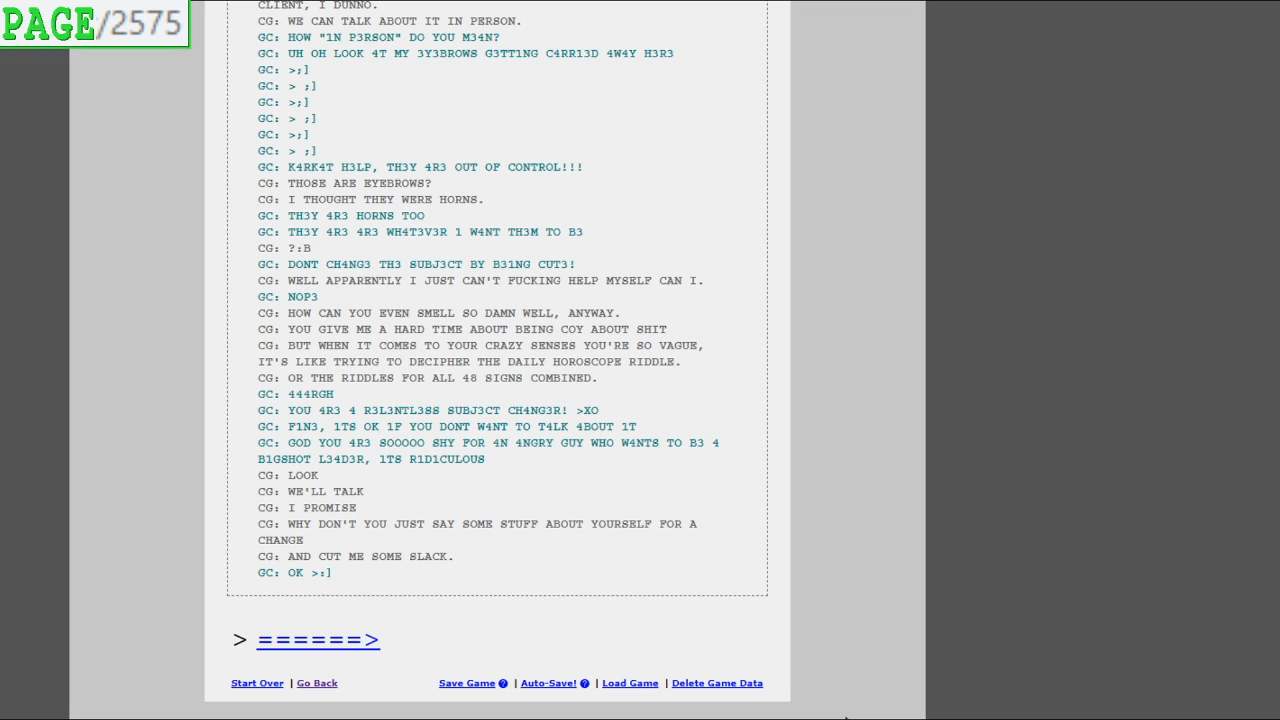 PAGE/2575
CLIENT, I DUNNO.
CG: WE CAN TALK ABOUT IT IN PERSON.
GC: HOW "1N P3RSON" DO YOU M34N?
GC: UH OH LOOK 4T MY 3Y3BROWS G3TT1NG C4RR13D 4W4Y H3R3
GC: >;]
GC: > ;]
GC: >;]
GC: > ;]
GC: >;]
GC: > ;]
GC: K4RK4T H3LP, TH3Y 4R3 OUT OF CONTROL!!!
CG: THOSE ARE EYEBROWS?
CG: I THOUGHT THEY WERE HORNS.
GC: TH3Y 4R3 HORNS TOO
GC: TH3Y 4R3 4R3 WH4T3V3R 1 W4NT TH3M TO B3
CG: ?:B
GC: DONT CH4NG3 TH3 SUBJ3CT BY B31NG CUT3!
CG: WELL APPARENTLY I JUST CAN'T FUCKING HELP MYSELF CAN I.
GC: NOP3
CG: HOW CAN YOU EVEN SMELL SO DAMN WELL, ANYWAY.
CG: YOU GIVE ME A HARD TIME ABOUT BEING COY ABOUT SHIT
CG: BUT WHEN IT COMES TO YOUR CRAZY SENSES YOU'RE SO VAGUE,
IT'S LIKE TRYING TO DECIPHER THE DAILY HOROSCOPE RIDDLE.
CG: OR THE RIDDLES FOR ALL 48 SIGNS COMBINED.
GC: 444RGH
GC: YOU 4R3 4 R3L3NTL3SS SUBJ3CT CH4NG3R! >XO
GC: F1N3, 1TS OK 1F YOU DONT W4NT TO T4LK 4BOUT 1T
GC: GOD YOU 4R3 SOOOOO SHY FOR 4N 4NGRY GUY WHO W4NTS TO B3 4
B1GSHOT L34D3R, 1TS R1D1CULOUS
CG: LOOK
CG: WE'LL TALK
CG: I PROMISE
CG: WHY DON'T YOU JUST SAY SOME STUFF ABOUT YOURSELF FOR A
CHANGE
CG: AND CUT ME SOME SLACK.
GC: OK >:]
> ======>
Start Over | Go Back Save Game ? | Auto-Save! ? | Load Game | Delete Game Data